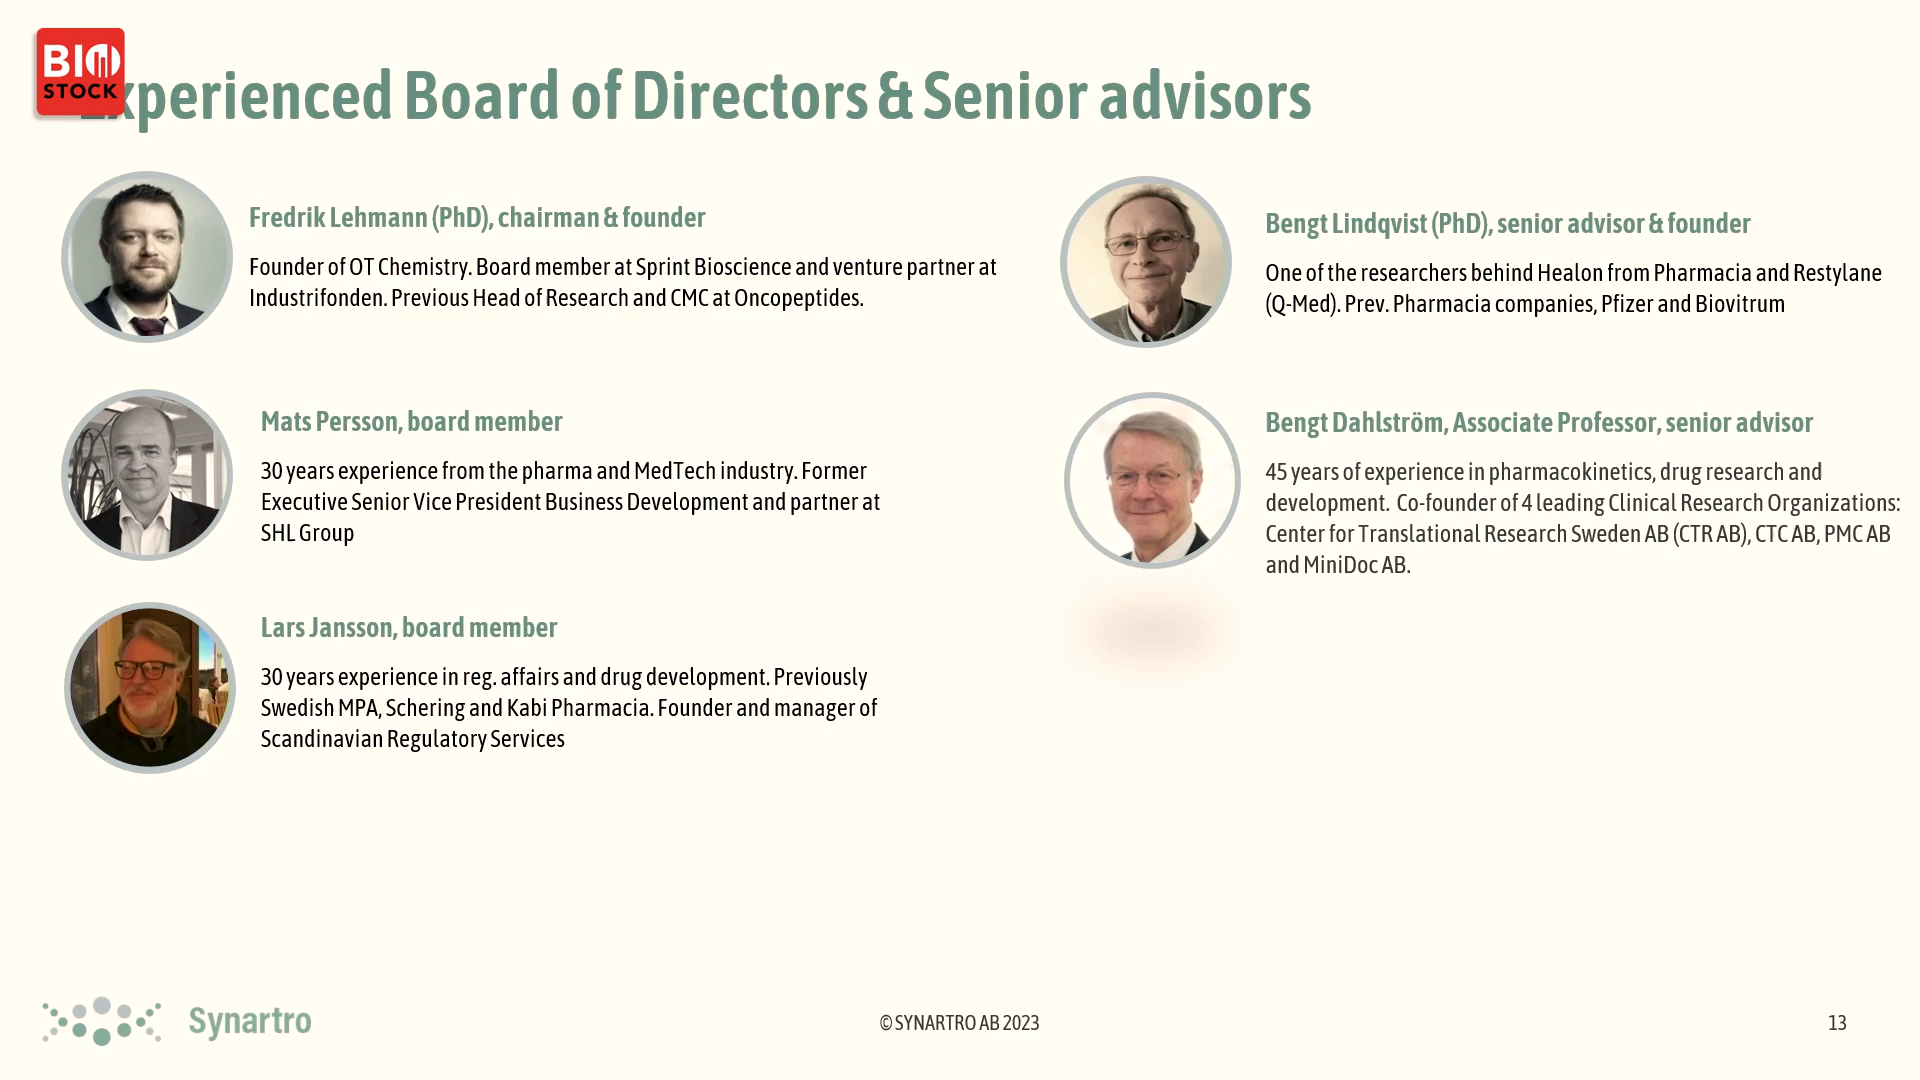 BIO
STOCK
Experienced Board of Directors & Senior advisors
Fredrik Lehmann (PhD), chairman & founder
Founder of OT Chemistry. Board member at Sprint Bioscience and venture partner at
Industrifonden. Previous Head of Research and CMC at Oncopeptides.
Mats Persson, board member
30 years experience from the pharma and MedTech industry. Former
Executive Senior Vice President Business Development and partner at
SHL Group
Lars Jansson, board member
30 years experience in reg. affairs and drug development. Previously
Swedish MPA, Schering and Kabi Pharmacia. Founder and manager of
Scandinavian Regulatory Services
Bengt Lindqvist (PhD), senior advisor & founder
One of the researchers behind Healon from Pharmacia and Restylane
(Q-Med). Prev. Pharmacia companies, Pfizer and Biovitrum
Bengt Dahlström, Associate Professor, senior advisor
45 years of experience in pharmacokinetics, drug research and
development. Co-founder of 4 leading Clinical Research Organizations:
Center for Translational Research Sweden AB (CTR AB), CTC AB, PMC AB
and MiniDoc AB.
Synartro
© SYNARTRO AB 2023
13